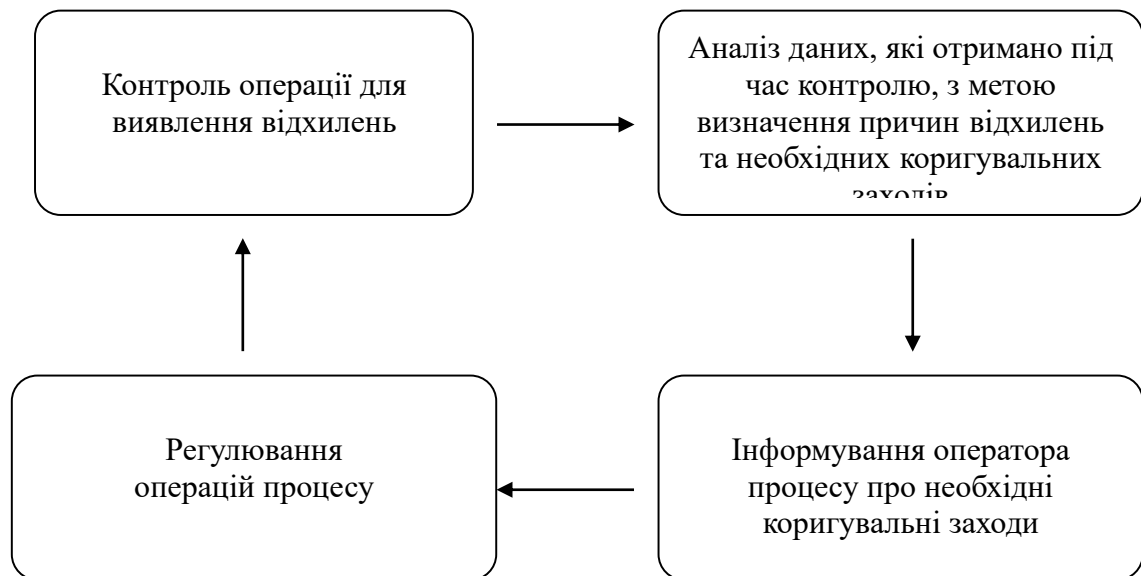 Контроль операції для
виявлення відхилень
Аналіз даних, які отримано під
час контролю, з метою
визначення причин відхилень
та необхідних коригувальних
заходів
Регулювання
операцій процесу
Інформування оператора
процесу про необхідні
коригувальні заходи